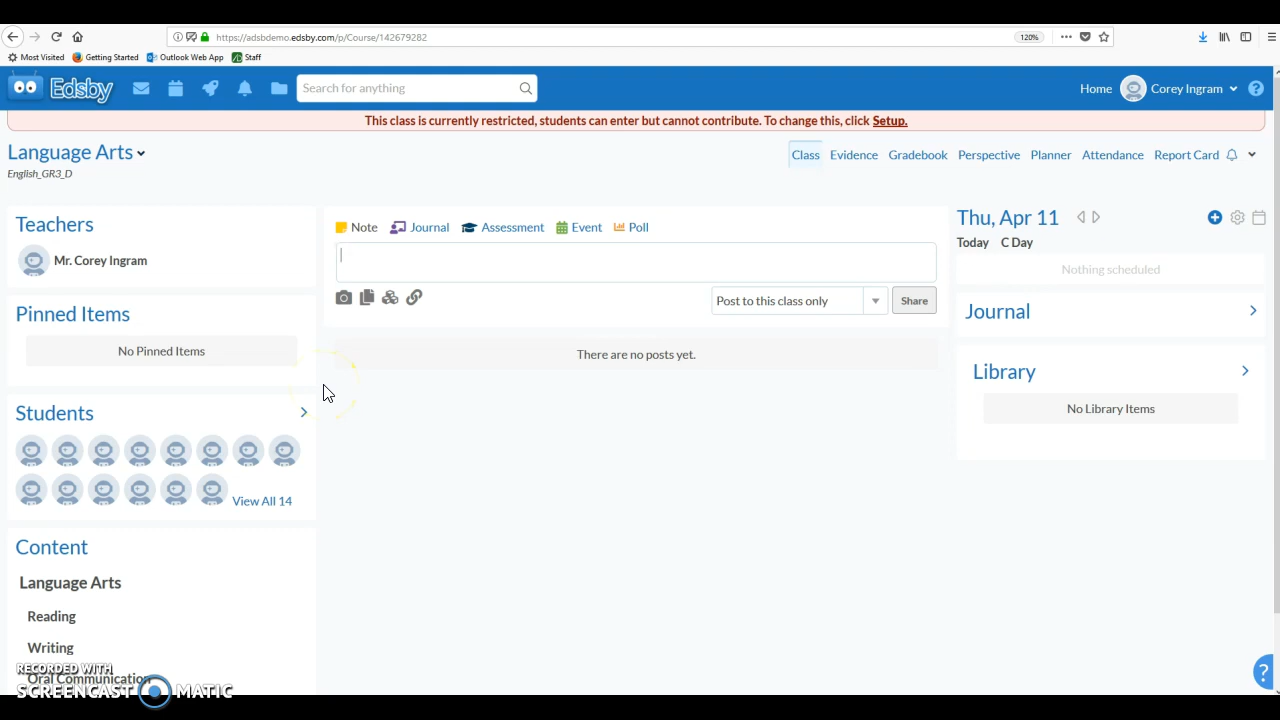 https://adsbdemo.edsby.com/p/Course/142679282
120%
Most Visited Getting Started Outlook Web App Staff
Edsby
Search for anything
Home Corey Ingram
This class is currently restricted, students can enter but cannot contribute. To change this, click Setup.
Language Arts
English_GR3_D
Class Evidence Gradebook Perspective Planner Attendance Report Card
Teachers
Mr. Corey Ingram
Pinned Items
No Pinned Items
Students
View All 14
Content
Language Arts
Reading
Writing
Oral Communication
Note Journal Assessment Event Poll
Post to this class only
Share
There are no posts yet.
Thu, Apr 11
Today C Day
Nothing scheduled
Journal
Library
No Library Items
RECORDED WITH
SCREENCAST MATIC